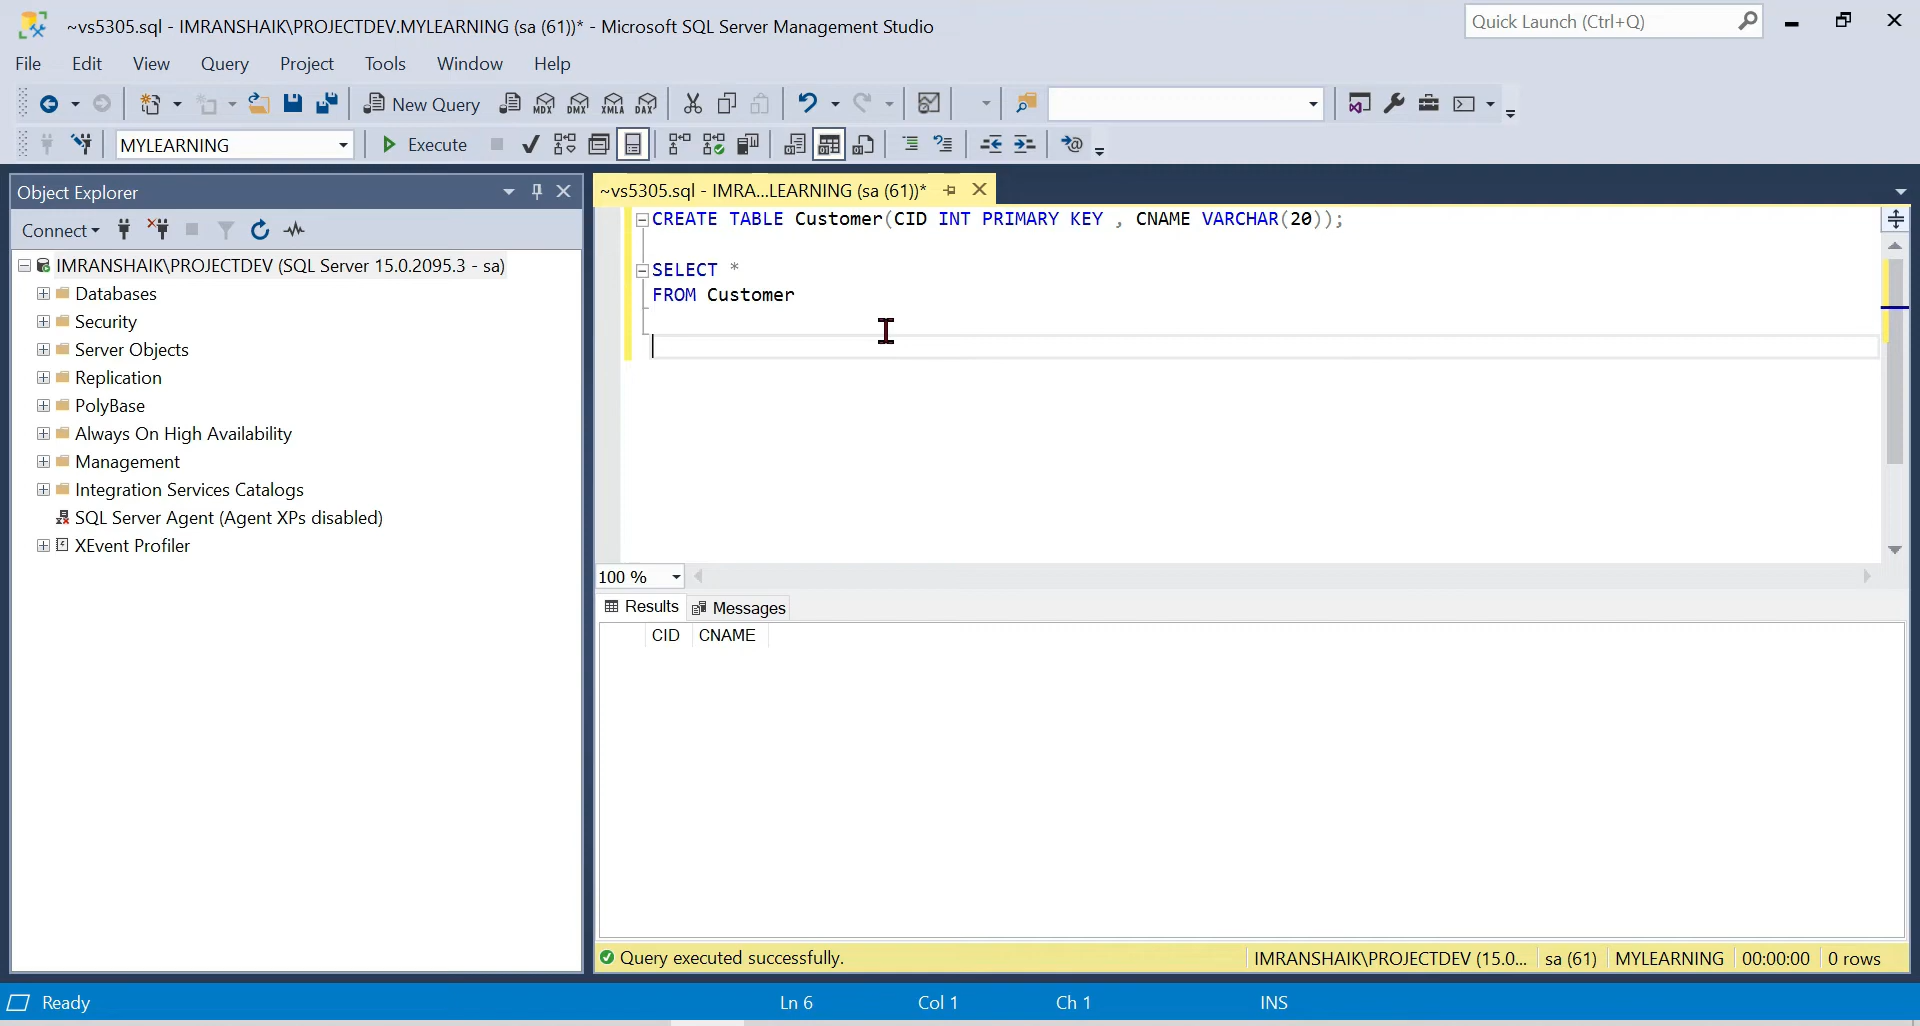 ~vs5305.sql - IMRANSHAIK\PROJECTDEV.MYLEARNING (sa (61))* - Microsoft SQL Server Management Studio
Quick Launch (Ctrl+Q)
File Edit View Query Project Tools Window Help
New Query MDX DMX XMLA DAX
MYLEARNING Execute
Object Explorer
~vs5305.sql - IMRA...LEARNING (sa (61))*
Connect
IMRANSHAIK\PROJECTDEV (SQL Server 15.0.2095.3 - sa)
Databases
Security
Server Objects
Replication
PolyBase
Always On High Availability
Management
Integration Services Catalogs
SQL Server Agent (Agent XPs disabled)
XEvent Profiler
CREATE TABLE Customer(CID INT PRIMARY KEY , CNAME VARCHAR(20));
SELECT *
FROM Customer
100 %
Results Messages
CID CNAME
Query executed successfully. IMRANSHAIK\PROJECTDEV (15.0... sa (61) MYLEARNING 00:00:00 0 rows
Ready Ln 6 Col 1 Ch 1 INS